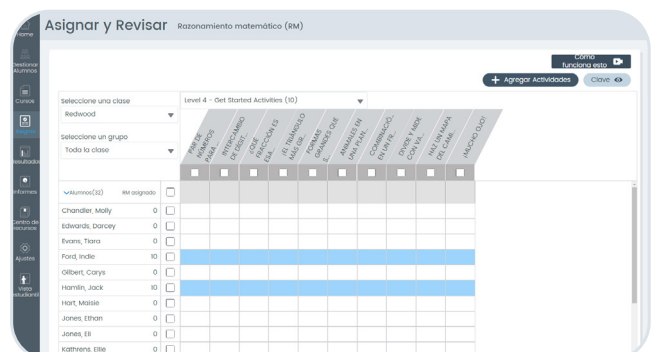 Asignar y Revisar Razonamiento matemático (RM)
Home
Gestionar
Alumnos
Cursos
Asignar
Resultados
Informes
Centro de
recursos
Ajustes
Vista
estudiantil
Cómo
funciona esto
+ Agregar Actividades
Clave
Seleccione una clase
Redwood
Seleccione un grupo
Toda la clase
Level 4 - Get Started Activities (10)
PAR DE
NÚMEROS
PARA ...
INTERCAMBIO
DE DÍGIT...
¿QUÉ
FRACCIÓN ES
ESA...
¡EL TRIÁNGULO
MÁS GR...
FORMAS
GRANDES QUE
S...
ANIMALES EN
UNA PLAN...
COMBINACIO...
EN UN FR...
DIVIDE Y MIDE
CON VA...
HAZ UN MAPA
DEL CAMI...
¡MUCHO OJO!
Alumnos(32) RM asignado
Chandler, Molly 0
Edwards, Darcey 0
Evans, Tiara 0
Ford, Indie 10
Gilbert, Carys 0
Hamlin, Jack 10
Hart, Maisie 0
Jones, Ethan 0
Jones, Eli 0
Kathrens, Ellie 0